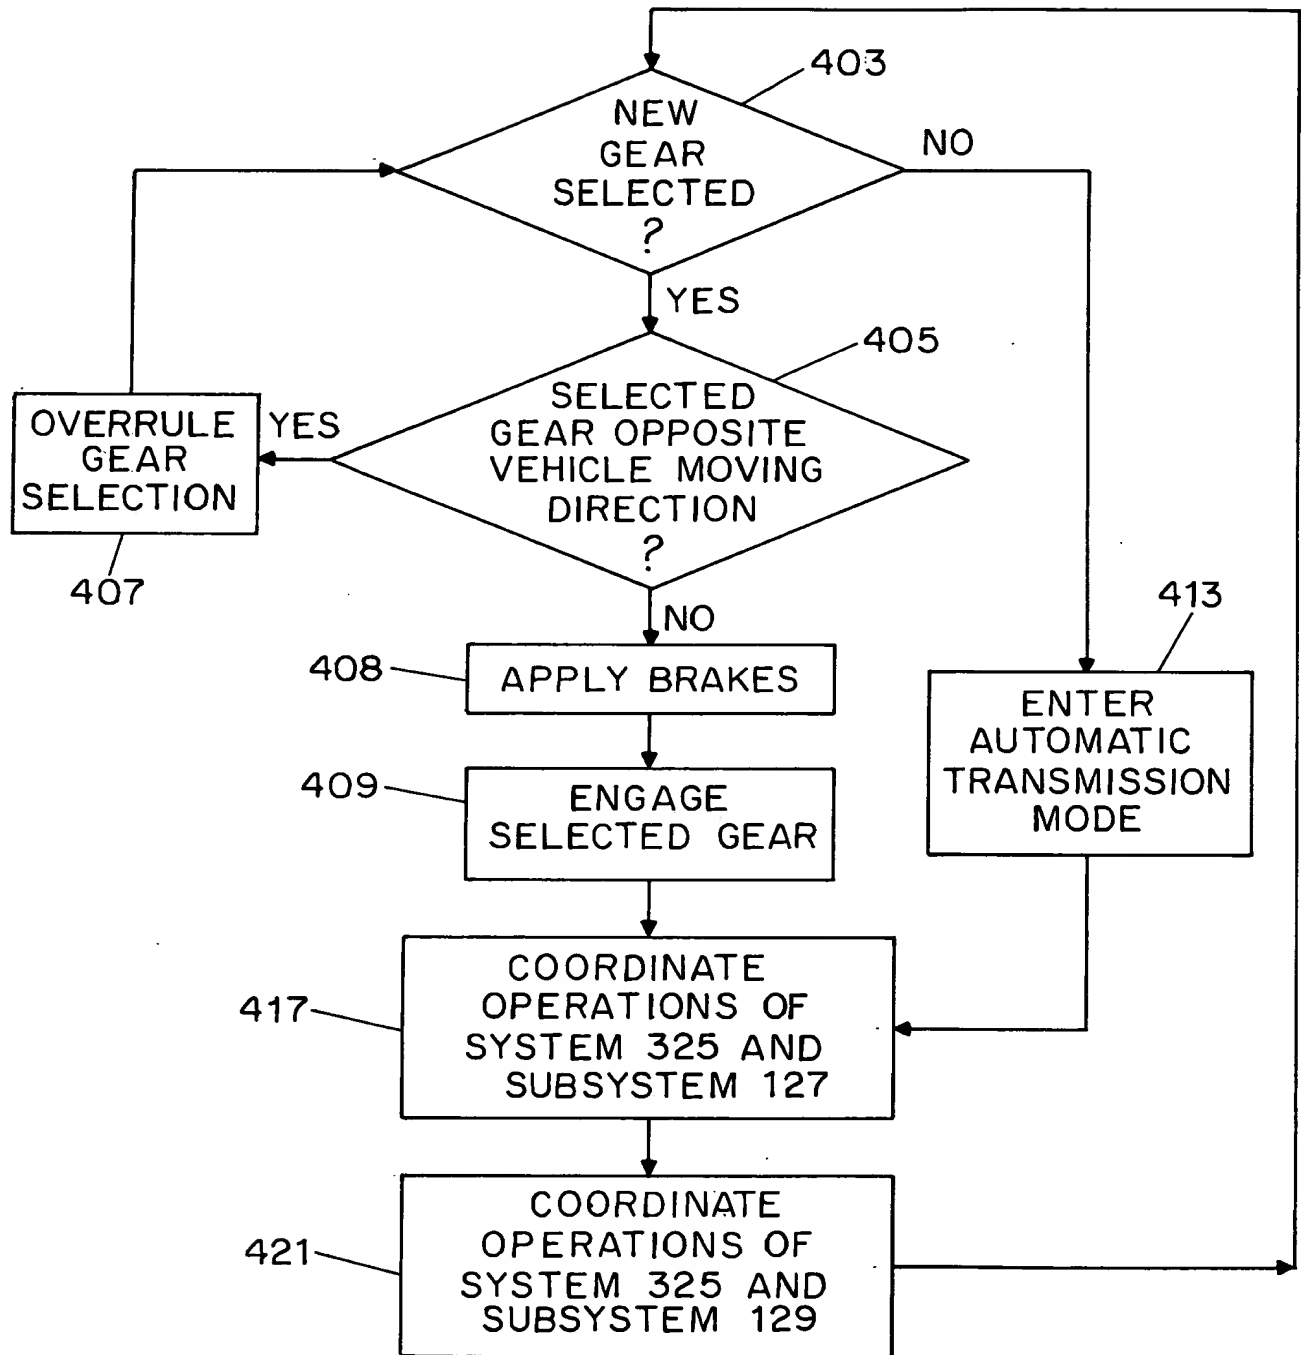 403
NEW
GEAR
SELECTED
?
NO
YES
405
SELECTED
GEAR OPPOSITE
VEHICLE MOVING
DIRECTION
?
YES
OVERRULE
GEAR
SELECTION
407
NO
408
APPLY BRAKES
409
ENGAGE
SELECTED GEAR
413
ENTER
AUTOMATIC
TRANSMISSION
MODE
417
COORDINATE
OPERATIONS OF
SYSTEM 325 AND
SUBSYSTEM 127
421
COORDINATE
OPERATIONS OF
SYSTEM 325 AND
SUBSYSTEM 129